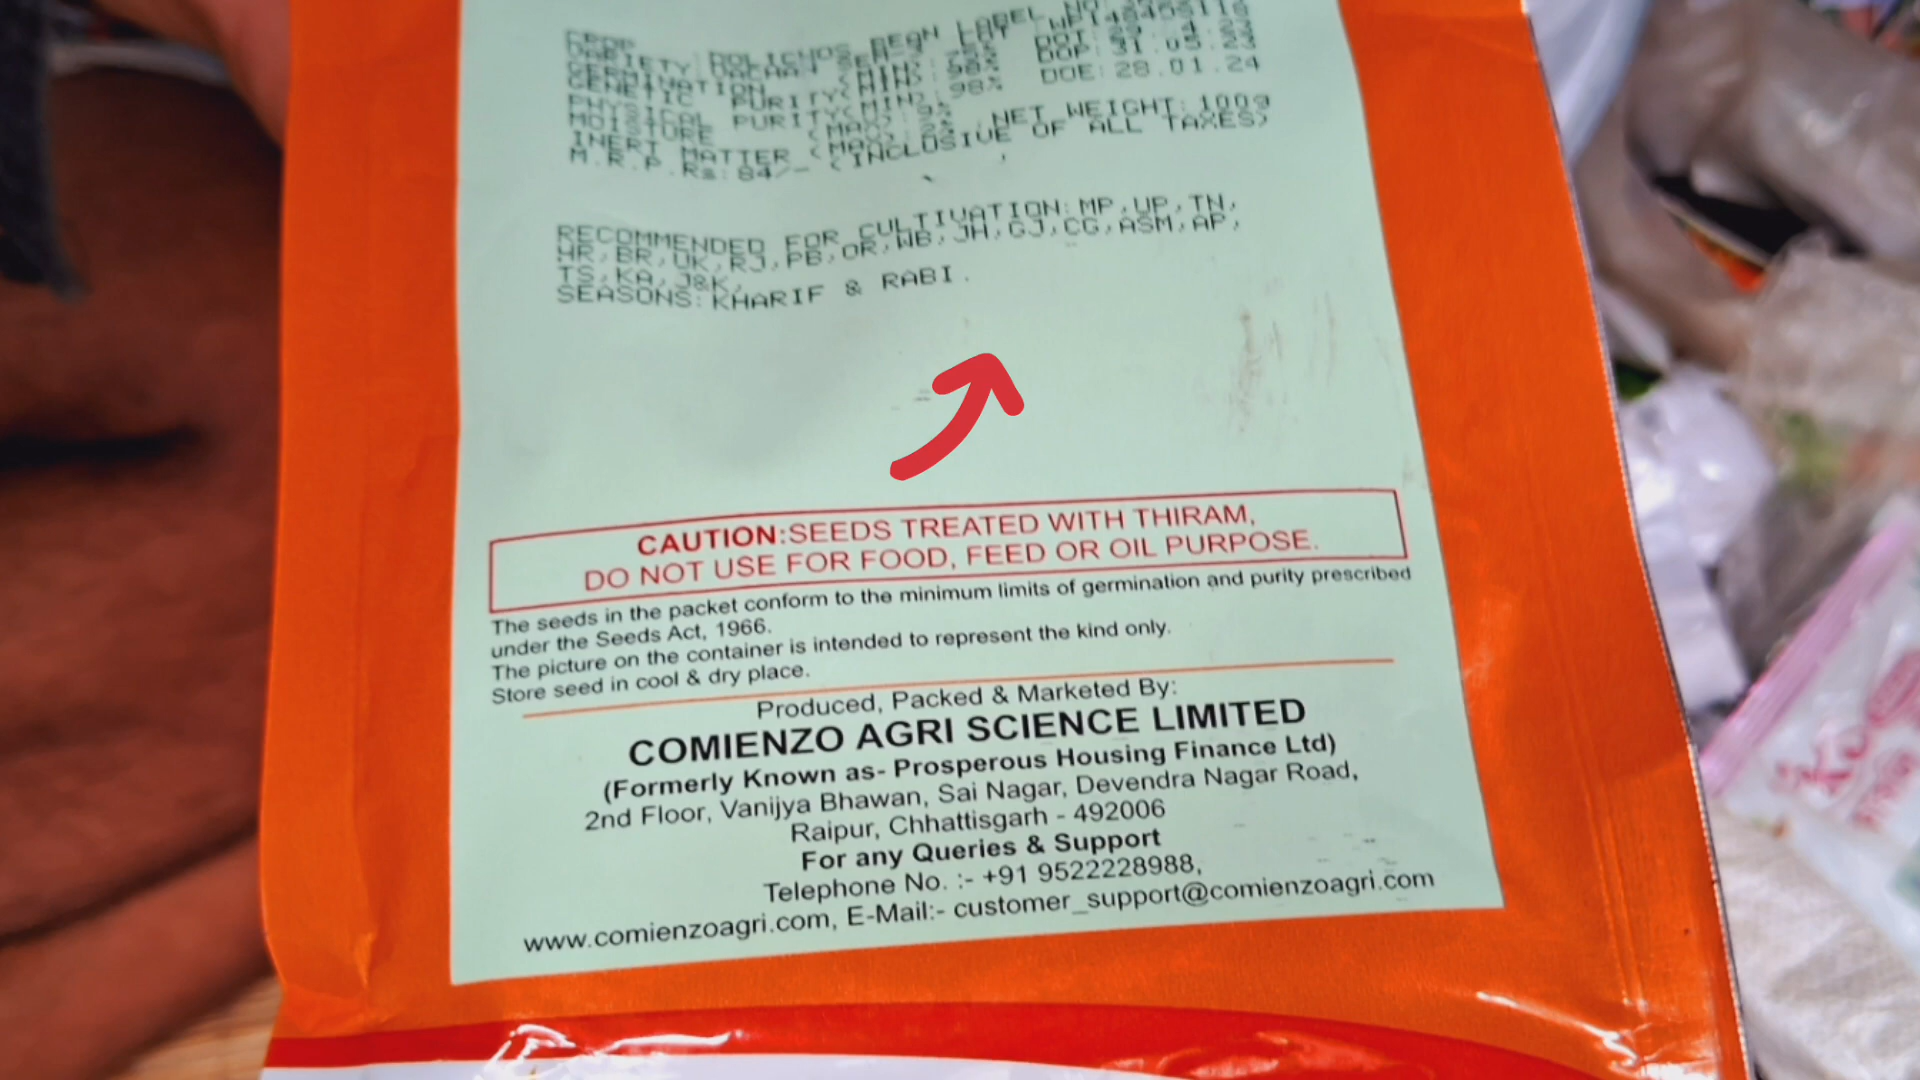 CROP : DOLICHOS BEAN LABEL NO
VARIETY
GERMINATION (MIN)
GENETIC PURITY(MIN): 98% DOP: 31.05.23
PHYSICAL PURITY(MIN): 98% DOE: 28.01.24
MOISTURE (MAX): 9%
INERT MATTER (MAX): 2% .NET WEIGHT: 100g
M.R.P.Rs:84/- (INCLUSIVE OF ALL TAXES)
RECOMMENDED FOR CULTIVATION: MP,UP,TN,
HR,BR,UK,RJ,PB,OR,WB,JH,GJ,CG,ASM,AP,
TS,KA,J&K,
SEASONS: KHARIF & RABI.
CAUTION:SEEDS TREATED WITH THIRAM,
DO NOT USE FOR FOOD, FEED OR OIL PURPOSE.
The seeds in the packet conform to the minimum limits of germination and purity prescribed
under the Seeds Act, 1966.
The picture on the container is intended to represent the kind only.
Store seed in cool & dry place.
Produced, Packed & Marketed By:
COMIENZO AGRI SCIENCE LIMITED
(Formerly Known as- Prosperous Housing Finance Ltd)
2nd Floor, Vanijya Bhawan, Sai Nagar, Devendra Nagar Road,
Raipur, Chhattisgarh - 492006
For any Queries & Support
Telephone No. :- +91 9522228988,
www.comienzoagri.com, E-Mail:- customer_support@comienzoagri.com